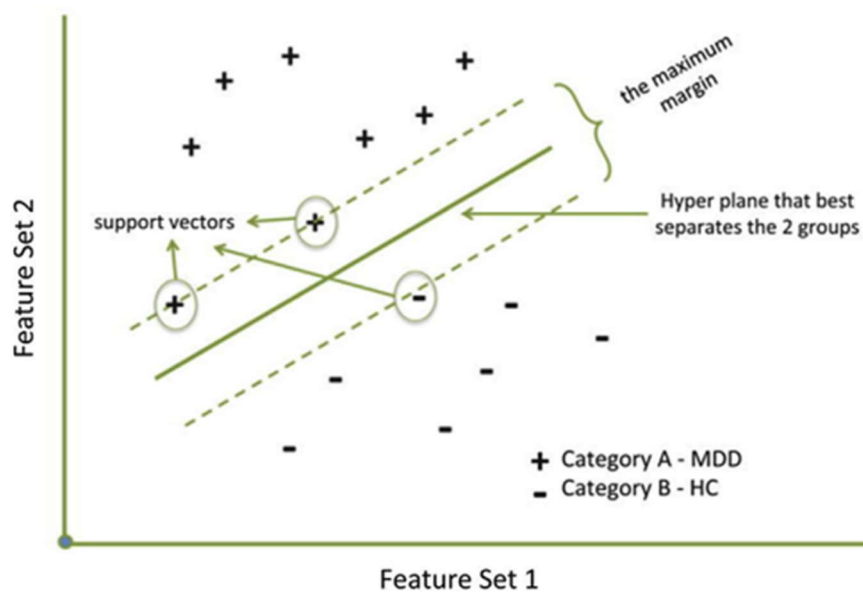 the maximum
margin
Feature Set 2
support vectors
Hyper plane that best
separates the 2 groups
+ Category A - MDD
- Category B - HC
Feature Set 1